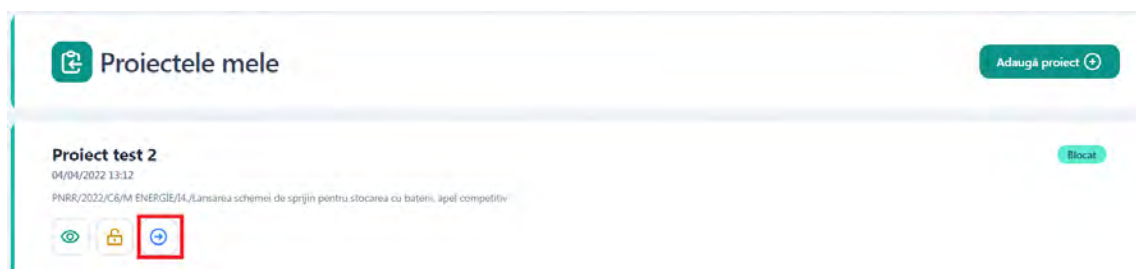 Proiectele mele
Adaugă proiect
Proiect test 2
Blocat
04/04/2022 13:12
PNRR/2022/C6/M ENERGIE/I4./Lansarea schemei de sprijin pentru stocarea cu baterii, apel competitiv